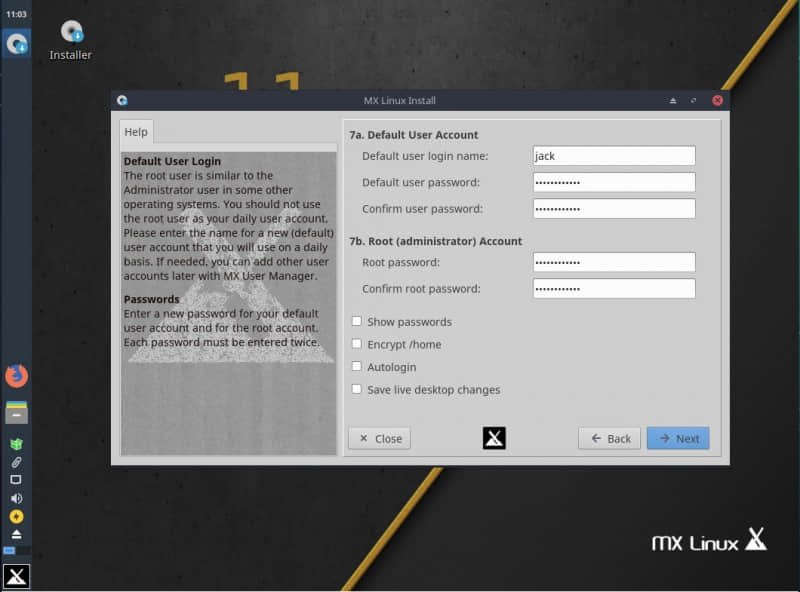 11:03
Installer
11
MX Linux Install
Help
Default User Login
The root user is similar to the
Administrator user in some other
operating systems. You should not use
the root user as your daily user account.
Please enter the name for a new (default)
user account that you will use on a daily
basis. If needed, you can add other user
accounts later with MX User Manager.
Passwords
Enter a new password for your default
user account and for the root account.
Each password must be entered twice.
7a. Default User Account
Default user login name: jack
Default user password: ••••••••••••
Confirm user password: ••••••••••••
7b. Root (administrator) Account
Root password: ••••••••••••
Confirm root password: ••••••••••••
Show passwords
Encrypt /home
Autologin
Save live desktop changes
Close
Back
Next
MX Linux